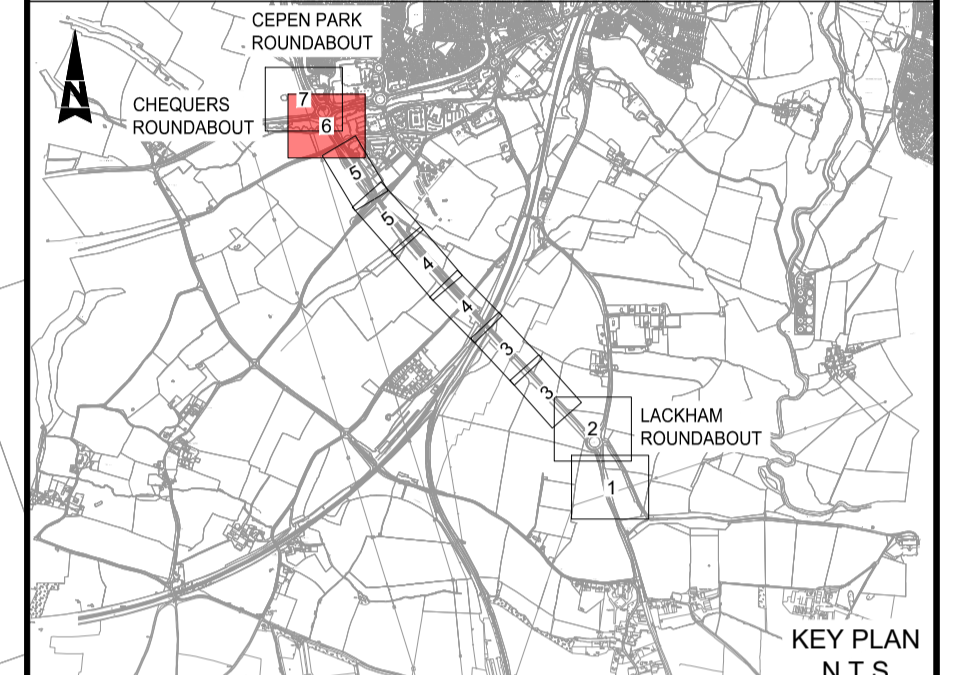 CEPEN PARK
ROUNDABOUT
N
CHEQUERS
ROUNDABOUT
7
6
5
5
4
4
3
3
2
LACKHAM
ROUNDABOUT
1
KEY PLAN
N.T.S